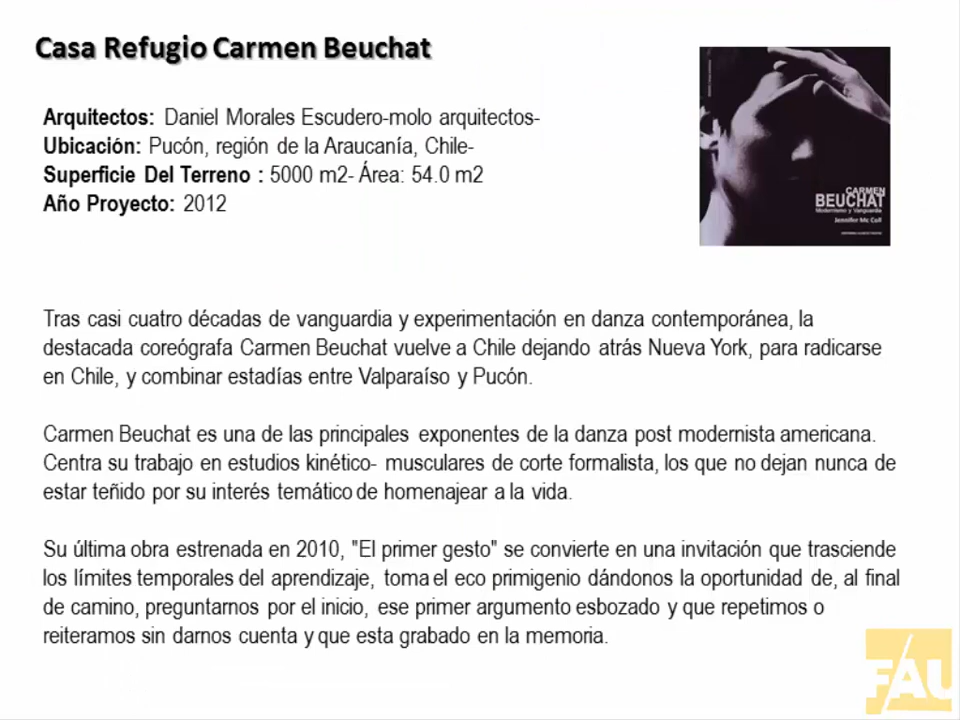 Casa Refugio Carmen Beuchat
Arquitectos: Daniel Morales Escudero-molo arquitectos-
Ubicación: Pucón, región de la Araucanía, Chile-
Superficie Del Terreno : 5000 m2- Área: 54.0 m2
Año Proyecto: 2012
CARMEN
BEUCHAT
Modernismo y Vanguardia
Jennifer Mc Coll
Tras casi cuatro décadas de vanguardia y experimentación en danza contemporánea, la
destacada coreógrafa Carmen Beuchat vuelve a Chile dejando atrás Nueva York, para radicarse
en Chile, y combinar estadías entre Valparaíso y Pucón.
Carmen Beuchat es una de las principales exponentes de la danza post modernista americana.
Centra su trabajo en estudios kinético- musculares de corte formalista, los que no dejan nunca de
estar teñido por su interés temático de homenajear a la vida.
Su última obra estrenada en 2010, "El primer gesto" se convierte en una invitación que trasciende
los límites temporales del aprendizaje, toma el eco primigenio dándonos la oportunidad de, al final
de camino, preguntarnos por el inicio, ese primer argumento esbozado y que repetimos o
reiteramos sin darnos cuenta y que esta grabado en la memoria.
FAU